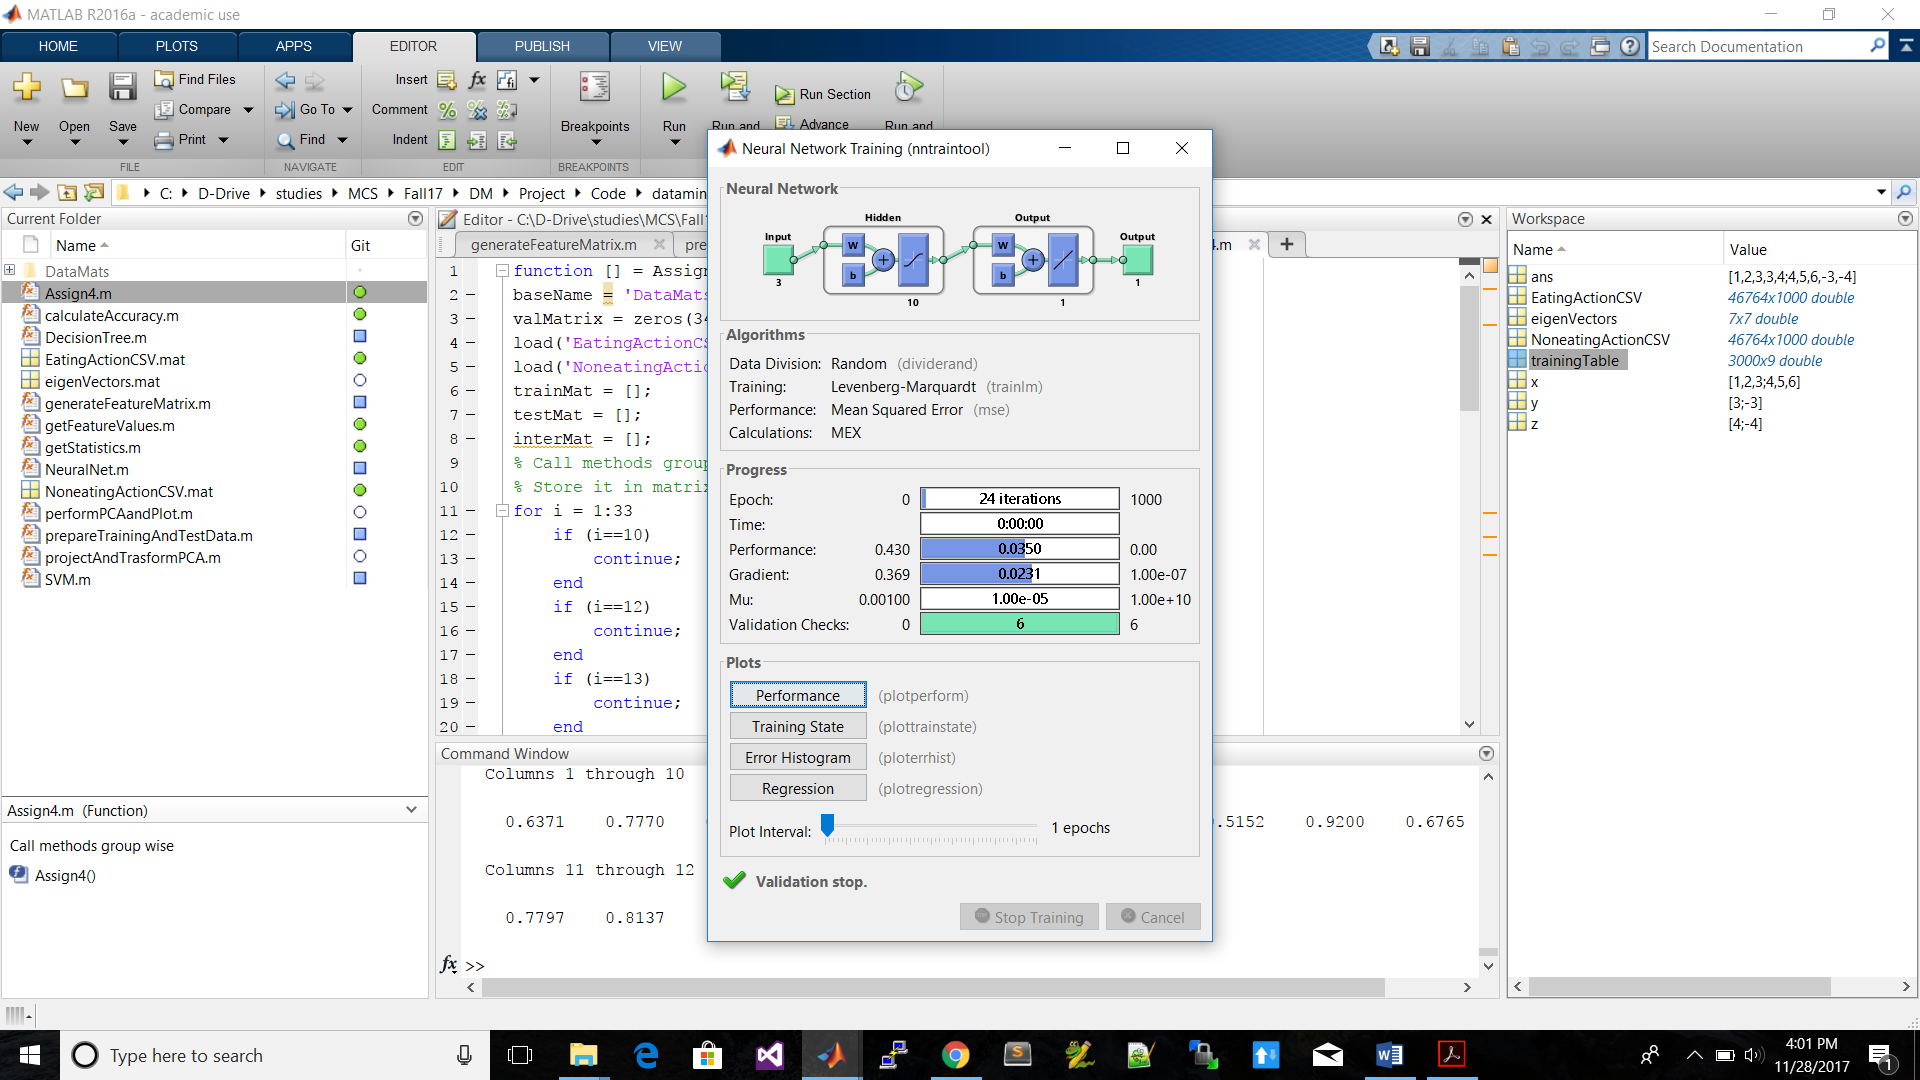 MATLAB R2016a - academic use
HOME PLOTS APPS EDITOR PUBLISH VIEW
Search Documentation
New Open Save
Find Files
Compare
Print
FILE
Go To
Find
NAVIGATE
Insert
Comment
Indent
EDIT
Breakpoints
BREAKPOINTS
Run
Run and
Run Section
Advance
Run and
C: D-Drive studies MCS Fall17 DM Project Code datamin
Current Folder
Name Git
DataMats
Assign4.m
calculateAccuracy.m
DecisionTree.m
EatingActionCSV.mat
eigenVectors.mat
generateFeatureMatrix.m
getFeatureValues.m
getStatistics.m
NeuralNet.m
NoneatingActionCSV.mat
performPCAandPlot.m
prepareTrainingAndTestData.m
projectAndTrasformPCA.m
SVM.m
Assign4.m (Function)
Call methods group wise
Assign4()
Editor - C:\D-Drive\studies\MCS\Fall1
generateFeatureMatrix.m pre 4.m
1 function [] = Assign
2 baseName = 'DataMats
3 valMatrix = zeros(34
4 load('EatingActionCS
5 load('NoneatingActio
6 trainMat = [];
7 testMat = [];
8 interMat = [];
9 % Call methods group
10 % Store it in matrix
11 for i = 1:33
12 if (i==10)
13 continue;
14 end
15 if (i==12)
16 continue;
17 end
18 if (i==13)
19 continue;
20 end
Command Window
Columns 1 through 10
0.6371 0.7770 .5152 0.9200 0.6765
Columns 11 through 12
0.7797 0.8137
fx >>
Neural Network Training (nntraintool)
Neural Network
Hidden Output
Input W b W b Output
3 10 1 1
Algorithms
Data Division: Random (dividerand)
Training: Levenberg-Marquardt (trainlm)
Performance: Mean Squared Error (mse)
Calculations: MEX
Progress
Epoch: 0 24 iterations 1000
Time: 0:00:00
Performance: 0.430 0.0350 0.00
Gradient: 0.369 0.0231 1.00e-07
Mu: 0.00100 1.00e-05 1.00e+10
Validation Checks: 0 6 6
Plots
Performance (plotperform)
Training State (plottrainstate)
Error Histogram (ploterrhist)
Regression (plotregression)
Plot Interval: 1 epochs
Validation stop.
Stop Training Cancel
Workspace
Name Value
ans [1,2,3,3,4;4,5,6,-3,-4]
EatingActionCSV 46764x1000 double
eigenVectors 7x7 double
NoneatingActionCSV 46764x1000 double
trainingTable 3000x9 double
x [1,2,3;4,5,6]
y [3;-3]
z [4;-4]
Type here to search
4:01 PM
11/28/2017
1